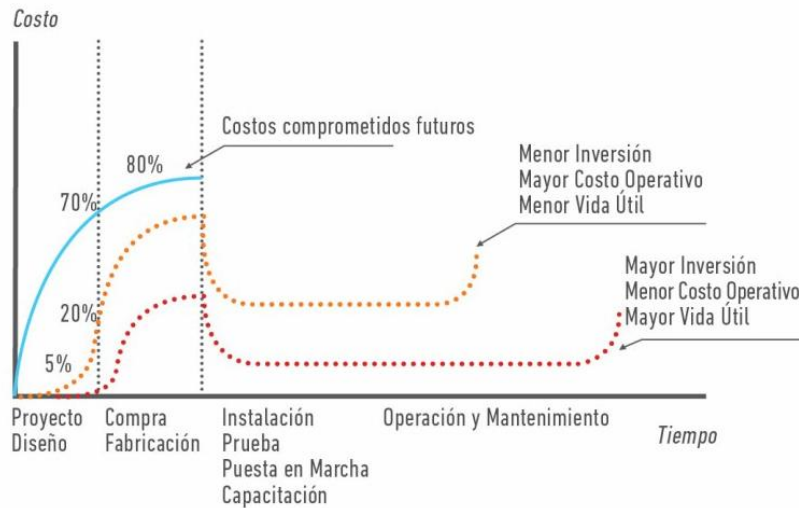 Costo
Costos comprometidos futuros
80%
Menor Inversión
Mayor Costo Operativo
Menor Vida Útil
70%
Mayor Inversión
Menor Costo Operativo
Mayor Vida Útil
20%
5%
Proyecto
Diseño
Compra
Fabricación
Instalación
Prueba
Puesta en Marcha
Capacitación
Operación y Mantenimiento
Tiempo